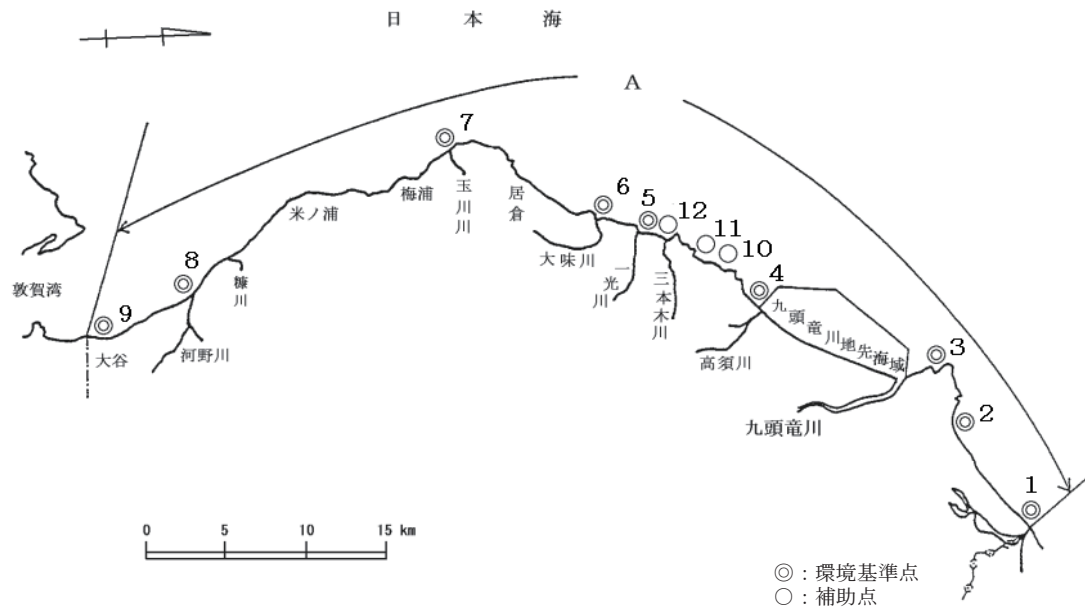 日本海
A
7
6
5
12
11
10
4
3
2
1
8
9
敦賀湾
大谷
河野川
糠川
米ノ浦
梅浦
玉川川
居倉
大味川
一光川
三本木川
高須川
九頭竜川地先海域
九頭竜川
0 5 10 15 km
◎：環境基準点
○：補助点